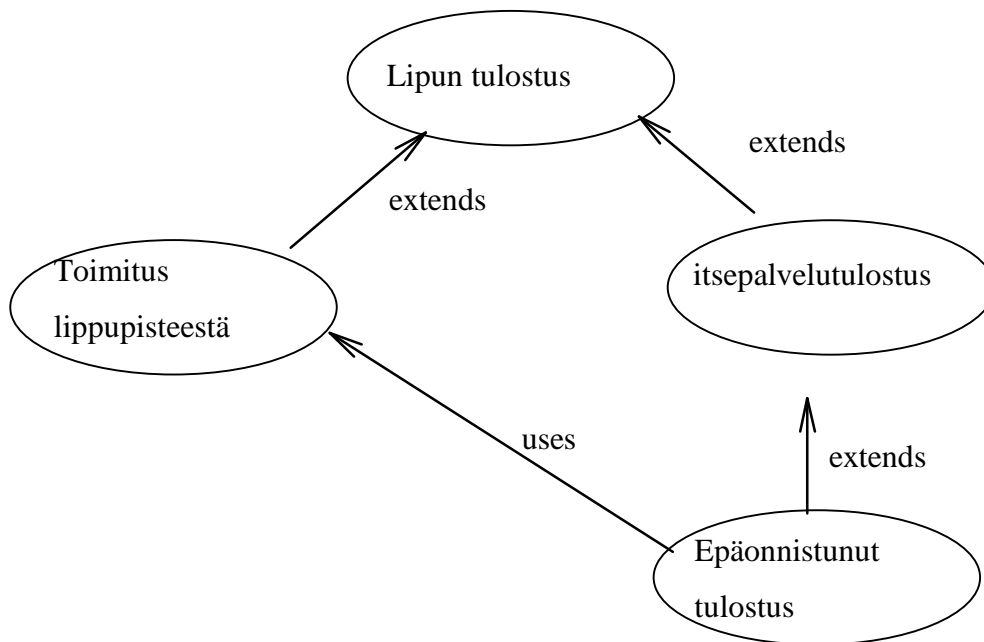 Lipun tulostus
extends
extends
Toimitus
lippupisteestä
itsepalvelutulostus
uses
extends
Epäonnistunut
tulostus